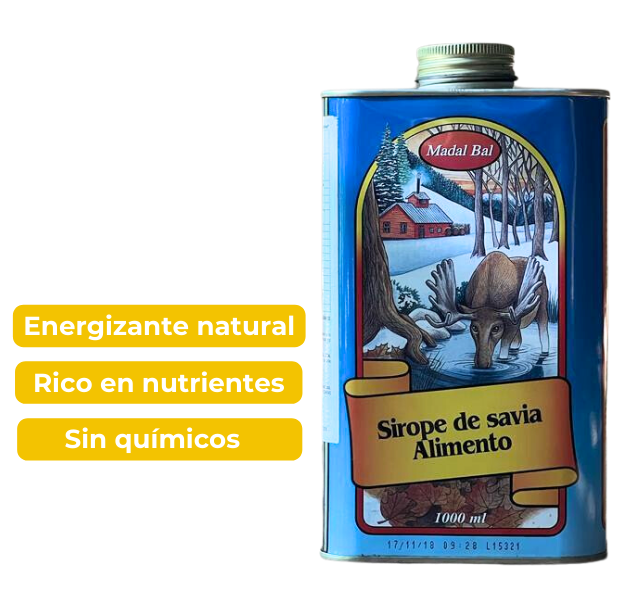 Energizante natural
Rico en nutrientes
Sin químicos
Madal Bal
Sirope de savia
Alimento
1000 ml
17/11/18 09:28 L15321